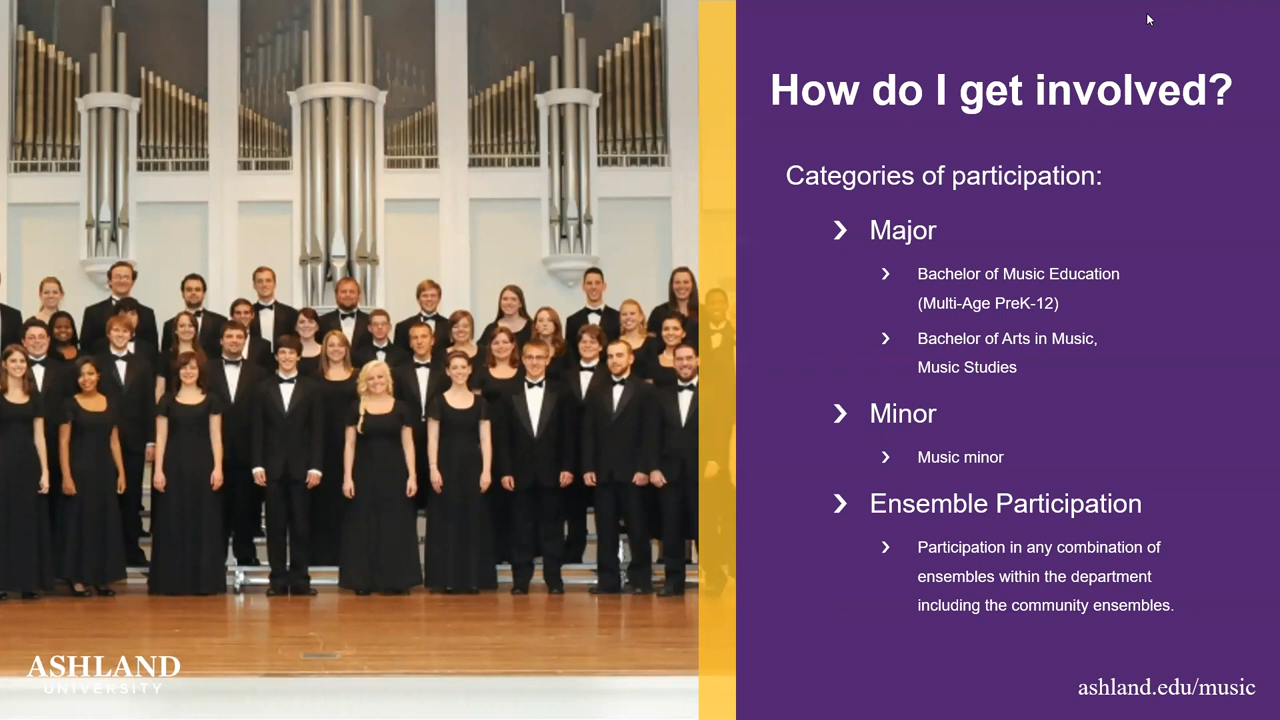 How do I get involved?
Categories of participation:
Major
Bachelor of Music Education
(Multi-Age PreK-12)
Bachelor of Arts in Music,
Music Studies
Minor
Music minor
Ensemble Participation
Participation in any combination of
ensembles within the department
including the community ensembles.
ASHLAND
UNIVERSITY
ashland.edu/music